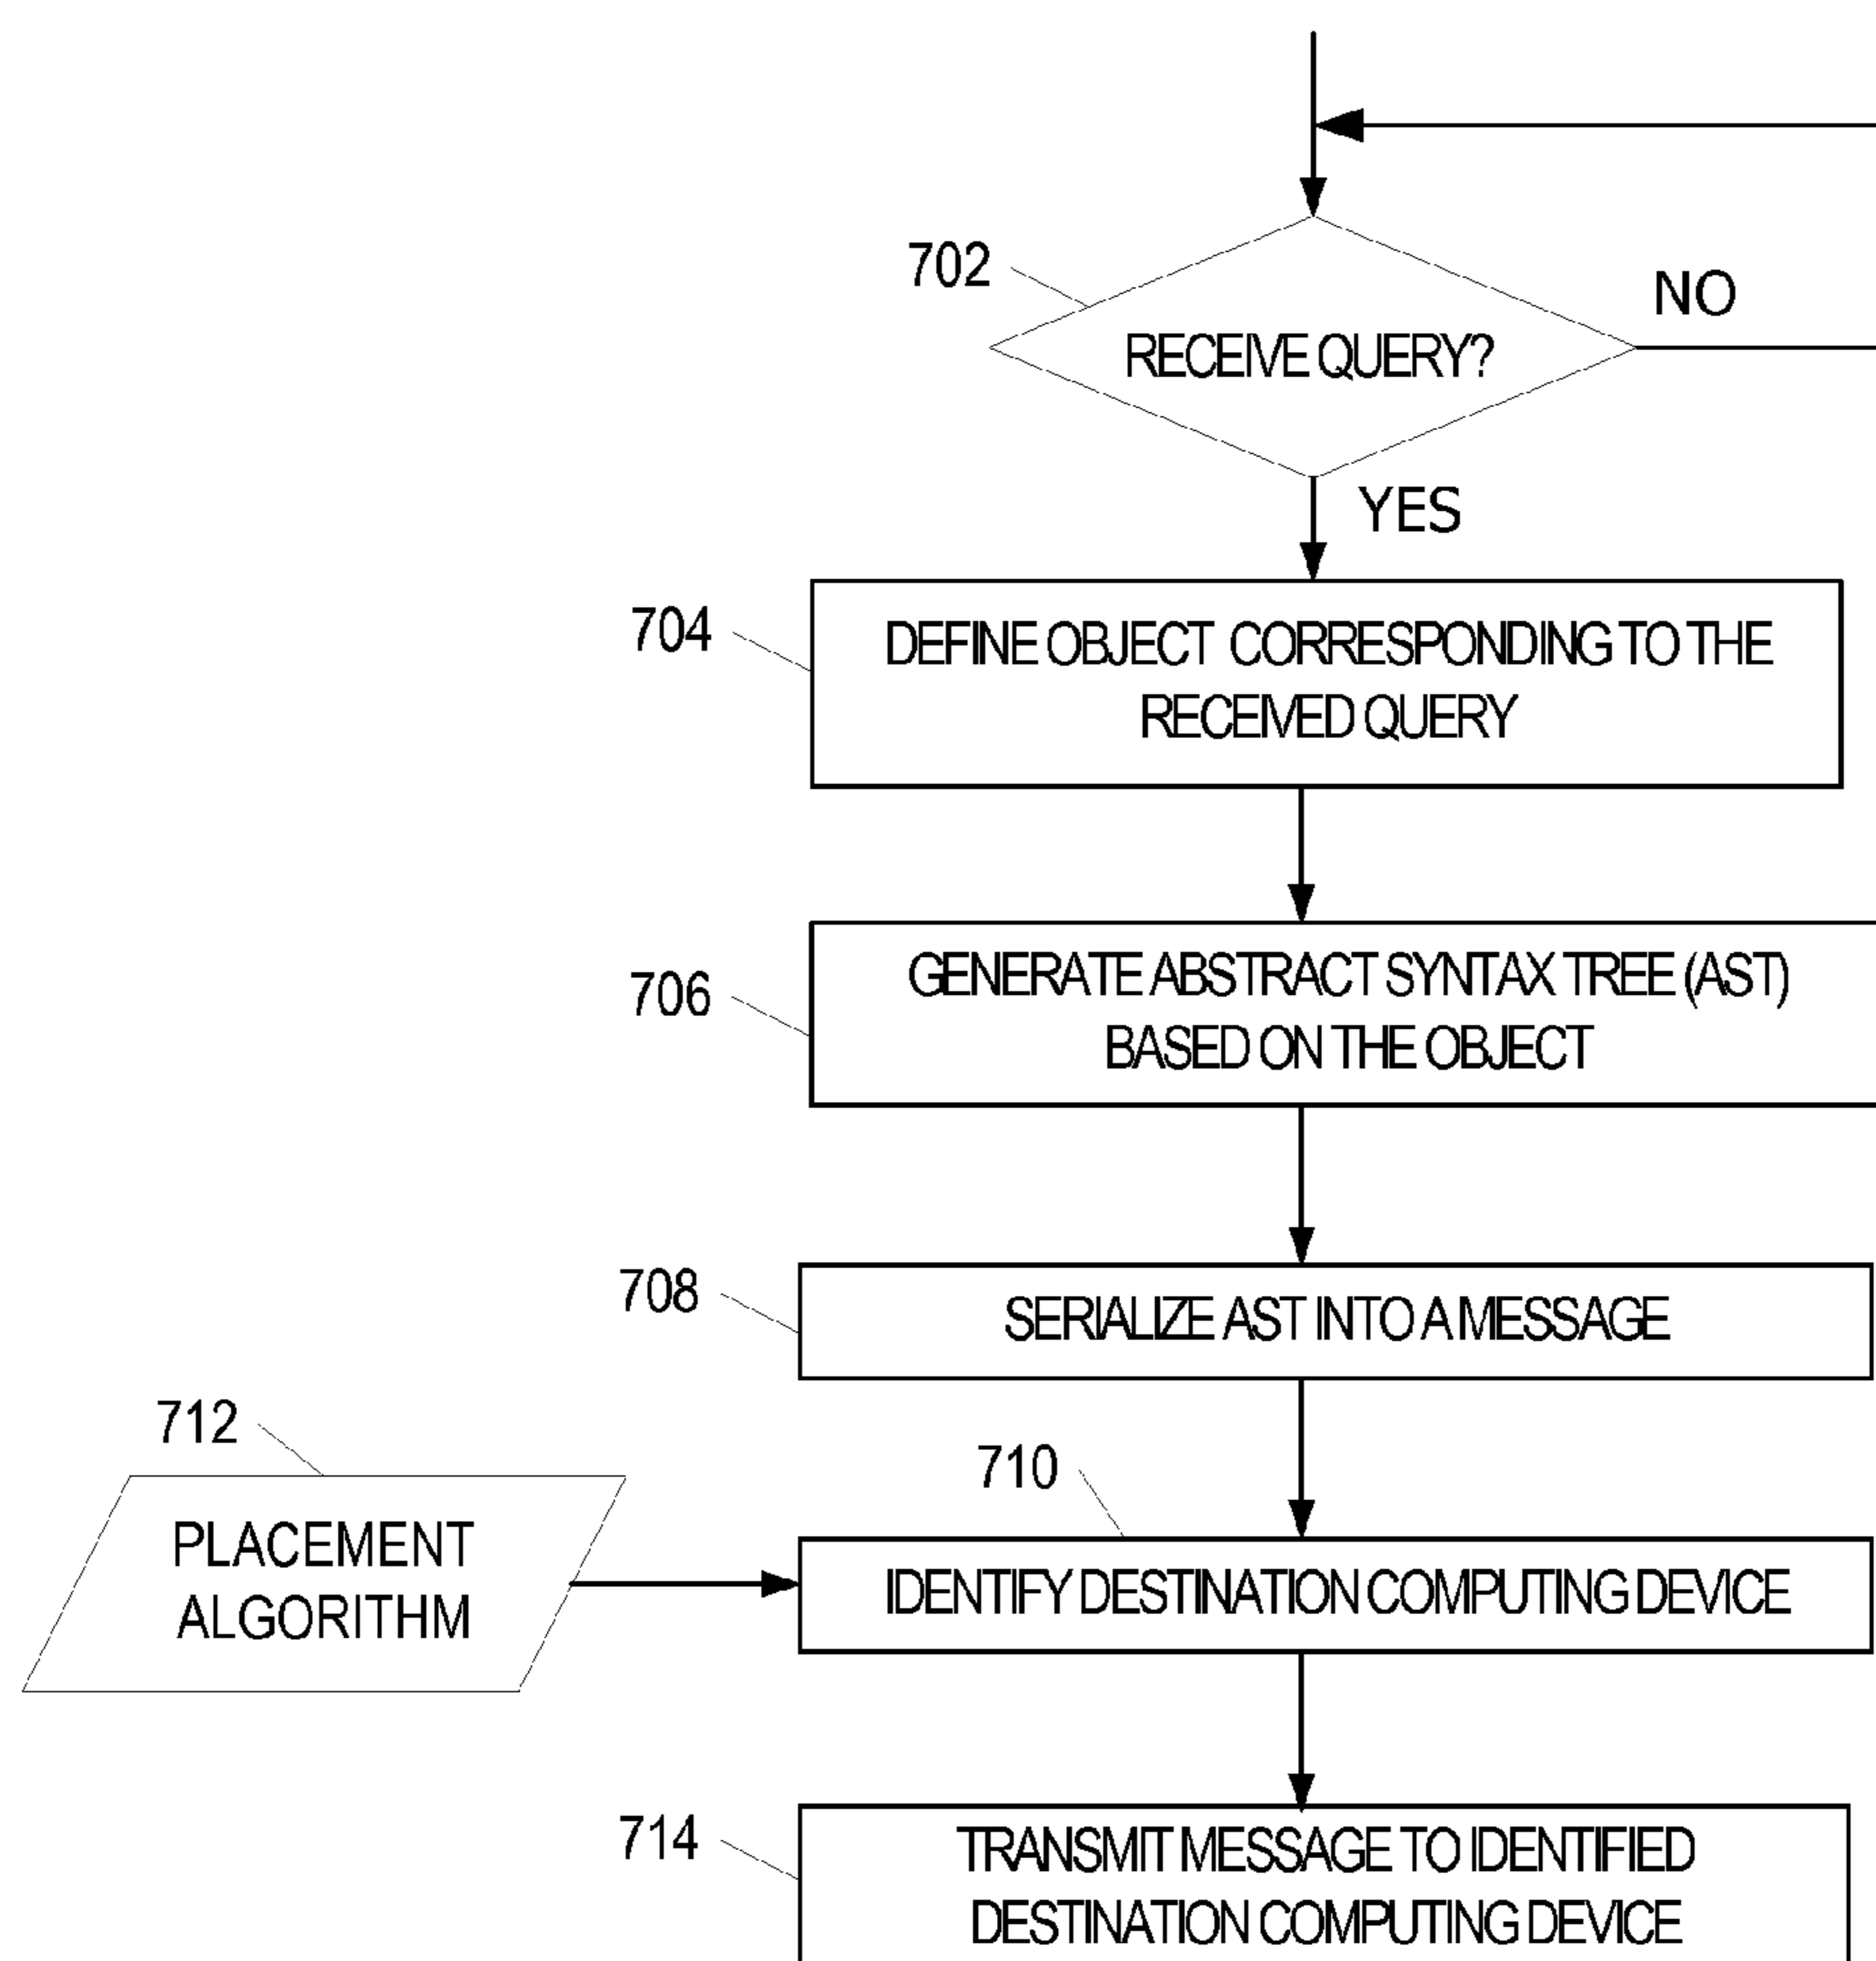 702
RECEIVE QUERY?
NO
YES
704
DEFINE OBJECT CORRESPONDING TO THE
RECEIVED QUERY
706
GENERATE ABSTRACT SYNTAX TREE (AST)
BASED ON THE OBJECT
708
SERIALIZE AST INTO A MESSAGE
712
PLACEMENT
ALGORITHM
710
IDENTIFY DESTINATION COMPUTING DEVICE
714
TRANSMIT MESSAGE TO IDENTIFIED
DESTINATION COMPUTING DEVICE